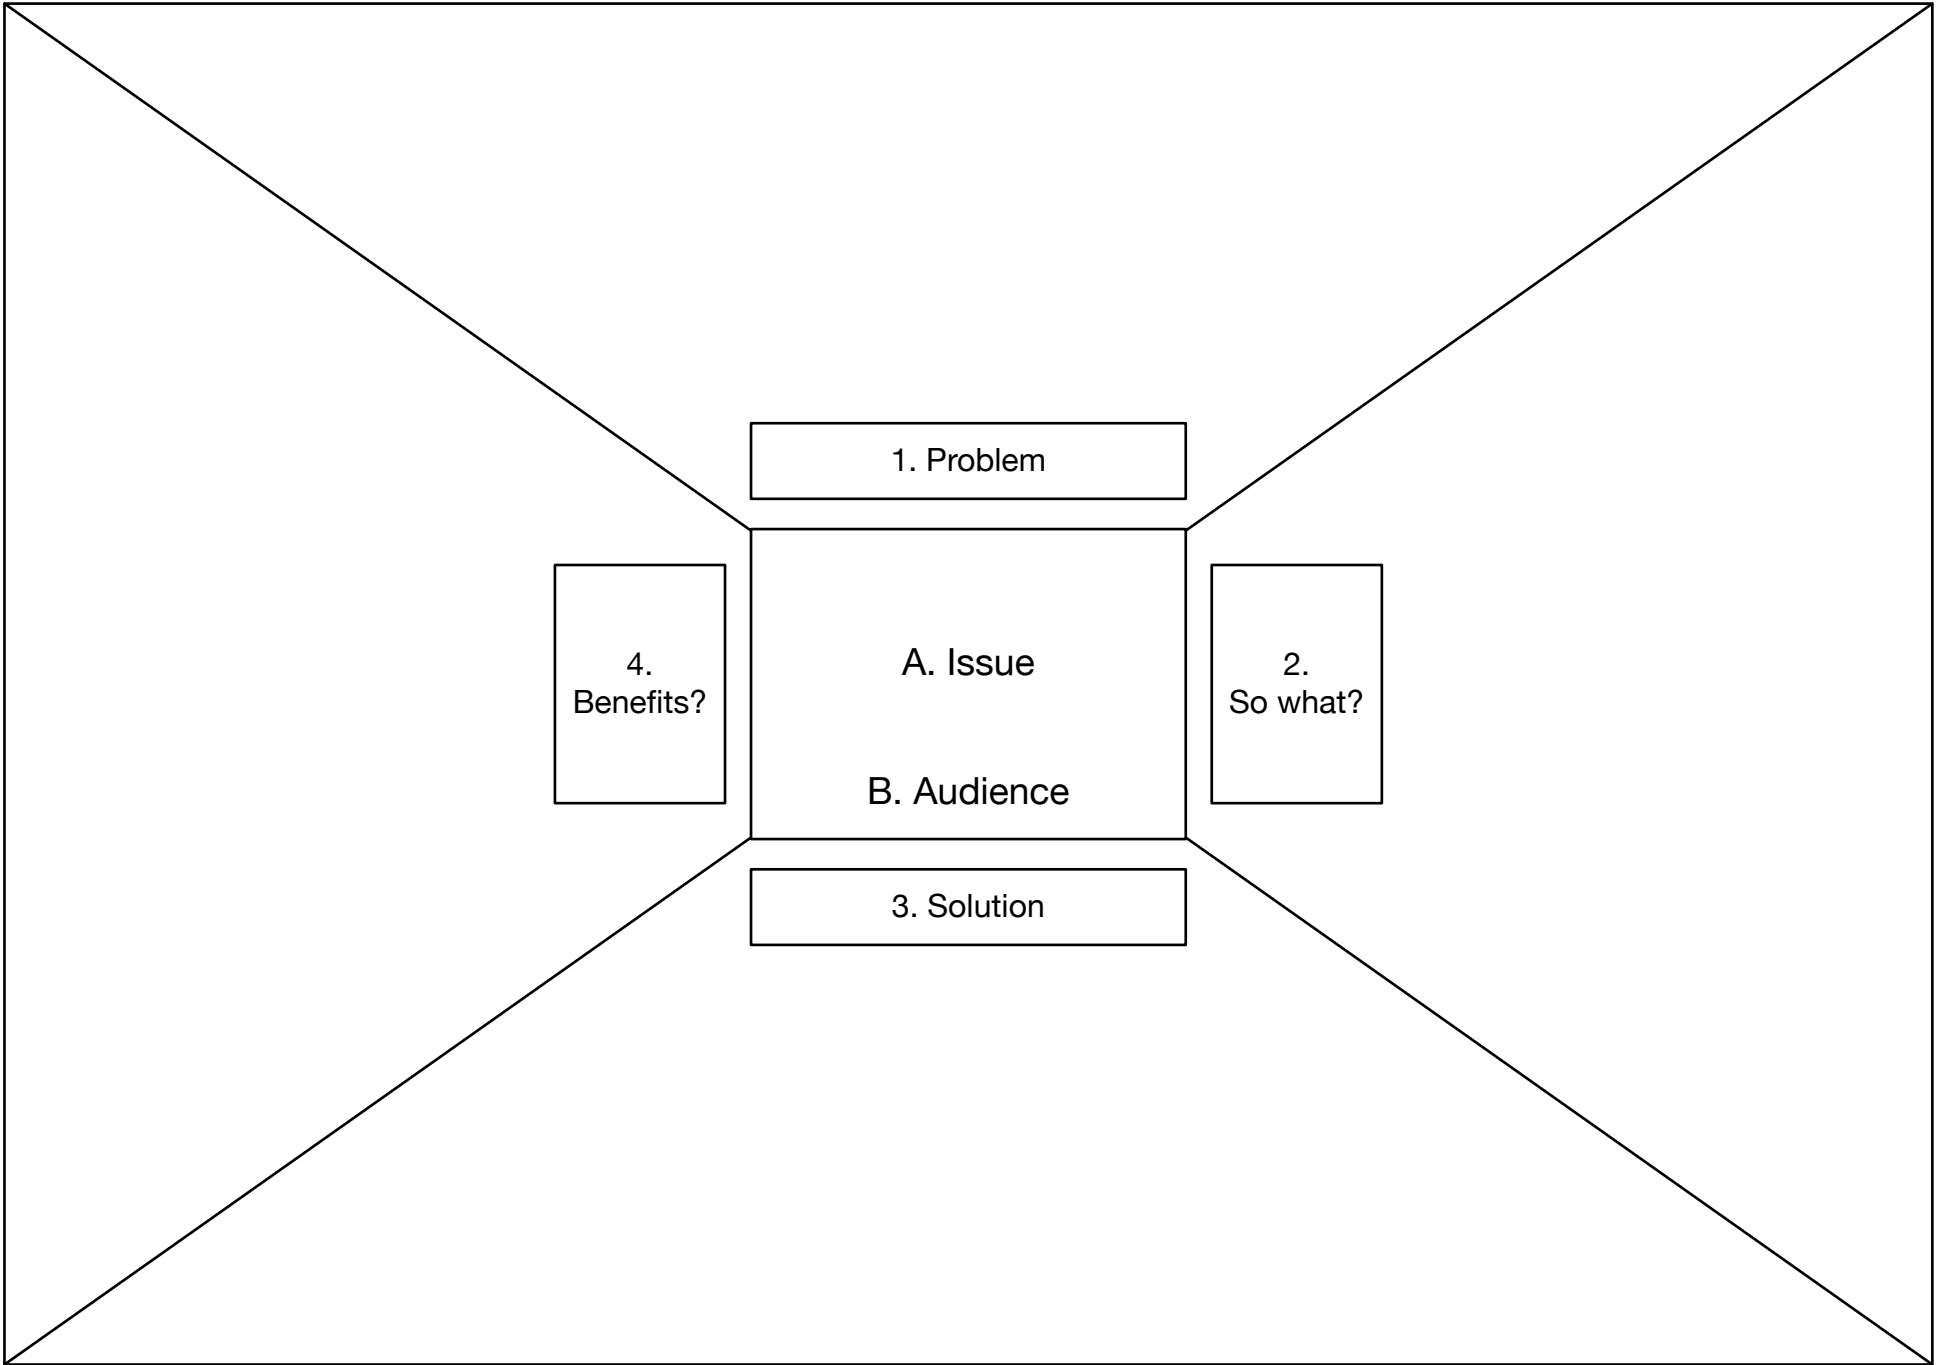 1. Problem
A. Issue
B. Audience
2.
So what?
3. Solution
4.
Benefits?